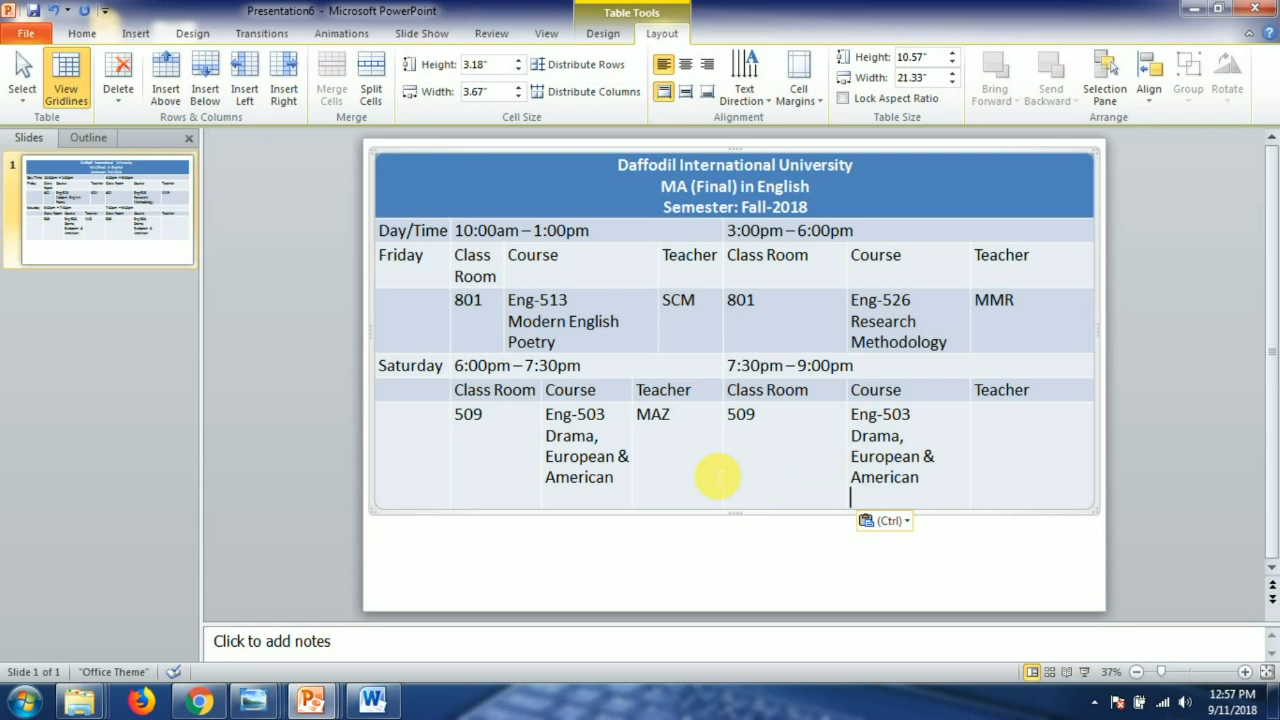 Presentation6 - Microsoft PowerPoint
Table Tools
File Home Insert Design Transitions Animations Slide Show Review View Design Layout
Select
View Gridlines
Delete
Insert Above
Insert Below
Insert Left
Insert Right
Merge Cells
Split Cells
Height: 3.18"
Width: 3.67"
Distribute Rows
Distribute Columns
Text Direction
Cell Margins
Height: 10.57"
Width: 21.33"
Lock Aspect Ratio
Bring Forward
Send Backward
Selection Pane
Align
Group
Rotate
Table Rows & Columns Merge Cell Size Alignment Table Size Arrange
Slides Outline
1
Daffodil International University
MA (Final) in English
Semester: Fall-2018
Day/Time 10:00am – 1:00pm 3:00pm – 6:00pm
Friday Class Room Course Teacher Class Room Course Teacher
801 Eng-513 Modern English Poetry SCM 801 Eng-526 Research Methodology MMR
Saturday 6:00pm – 7:30pm 7:30pm – 9:00pm
Class Room Course Teacher Class Room Course Teacher
509 Eng-503 Drama, European & American MAZ 509 Eng-503 Drama, European & American
(Ctrl)
Click to add notes
Slide 1 of 1 "Office Theme" 37%
12:57 PM
9/11/2018